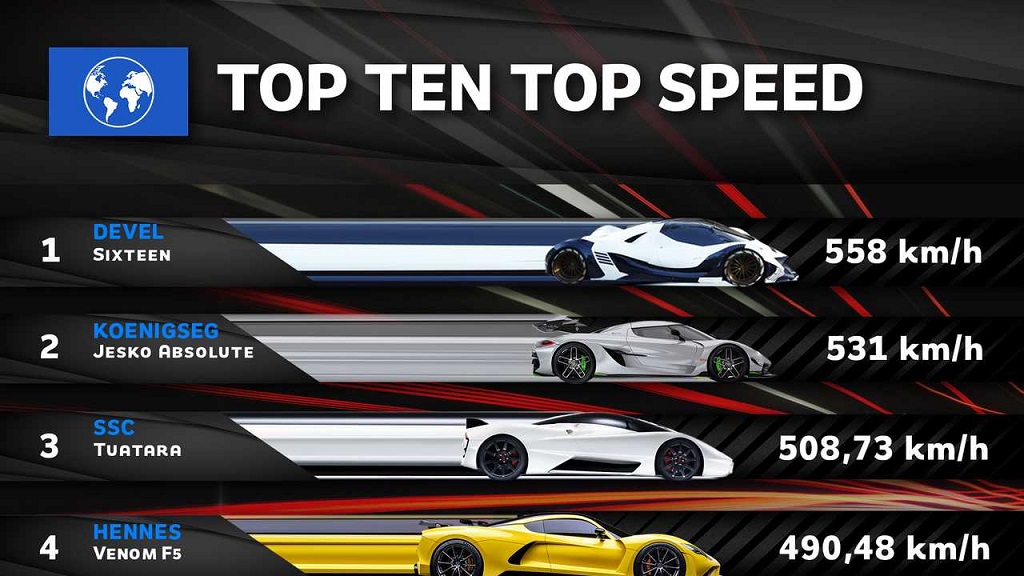 TOP TEN TOP SPEED
1
DEVEL
SIXTEEN
558 km/h
2
KOENIGSEG
JESKO ABSOLUTE
531 km/h
3
SSC
TUATARA
508,73 km/h
4
HENNES
VENOM F5
490,48 km/h